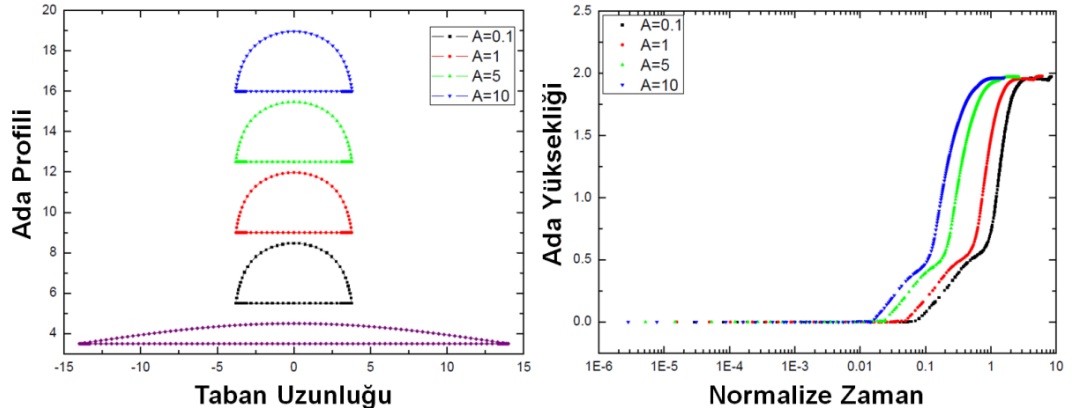 Ada Profili
20
18
16
14
12
10
8
6
4
-15
-10
-5
0
5
10
15
Taban Uzunluğu
A=0.1
A=1
A=5
A=10
Ada Yüksekliği
2.5
2.0
1.5
1.0
0.5
0.0
1E-6
1E-5
1E-4
1E-3
0.01
0.1
1
10
Normalize Zaman
A=0.1
A=1
A=5
A=10